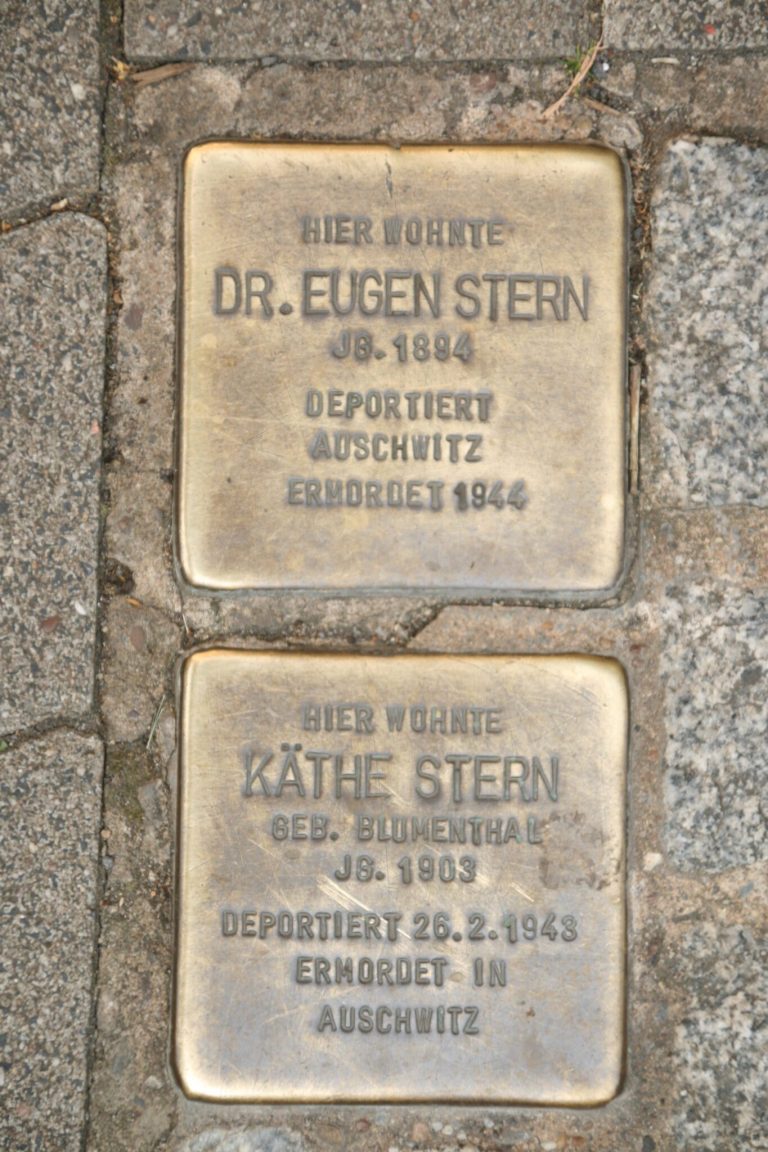 HIER WOHNTE
DR. EUGEN STERN
JG. 1894
DEPORTIERT
AUSCHWITZ
ERMORDET 1944
HIER WOHNTE
KÄTHE STERN
GEB. BLUMENTHAL
JG. 1903
DEPORTIERT 26.2.1943
ERMORDET IN
AUSCHWITZ